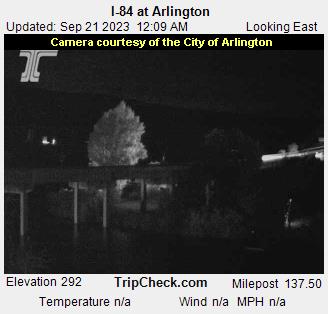 I-84 at Arlington
Updated: Sep 21 2023 12:09 AM Looking East
Camera courtesy of the City of Arlington
Elevation 292 TripCheck.com Milepost 137.50
Temperature n/a Wind n/a MPH n/a